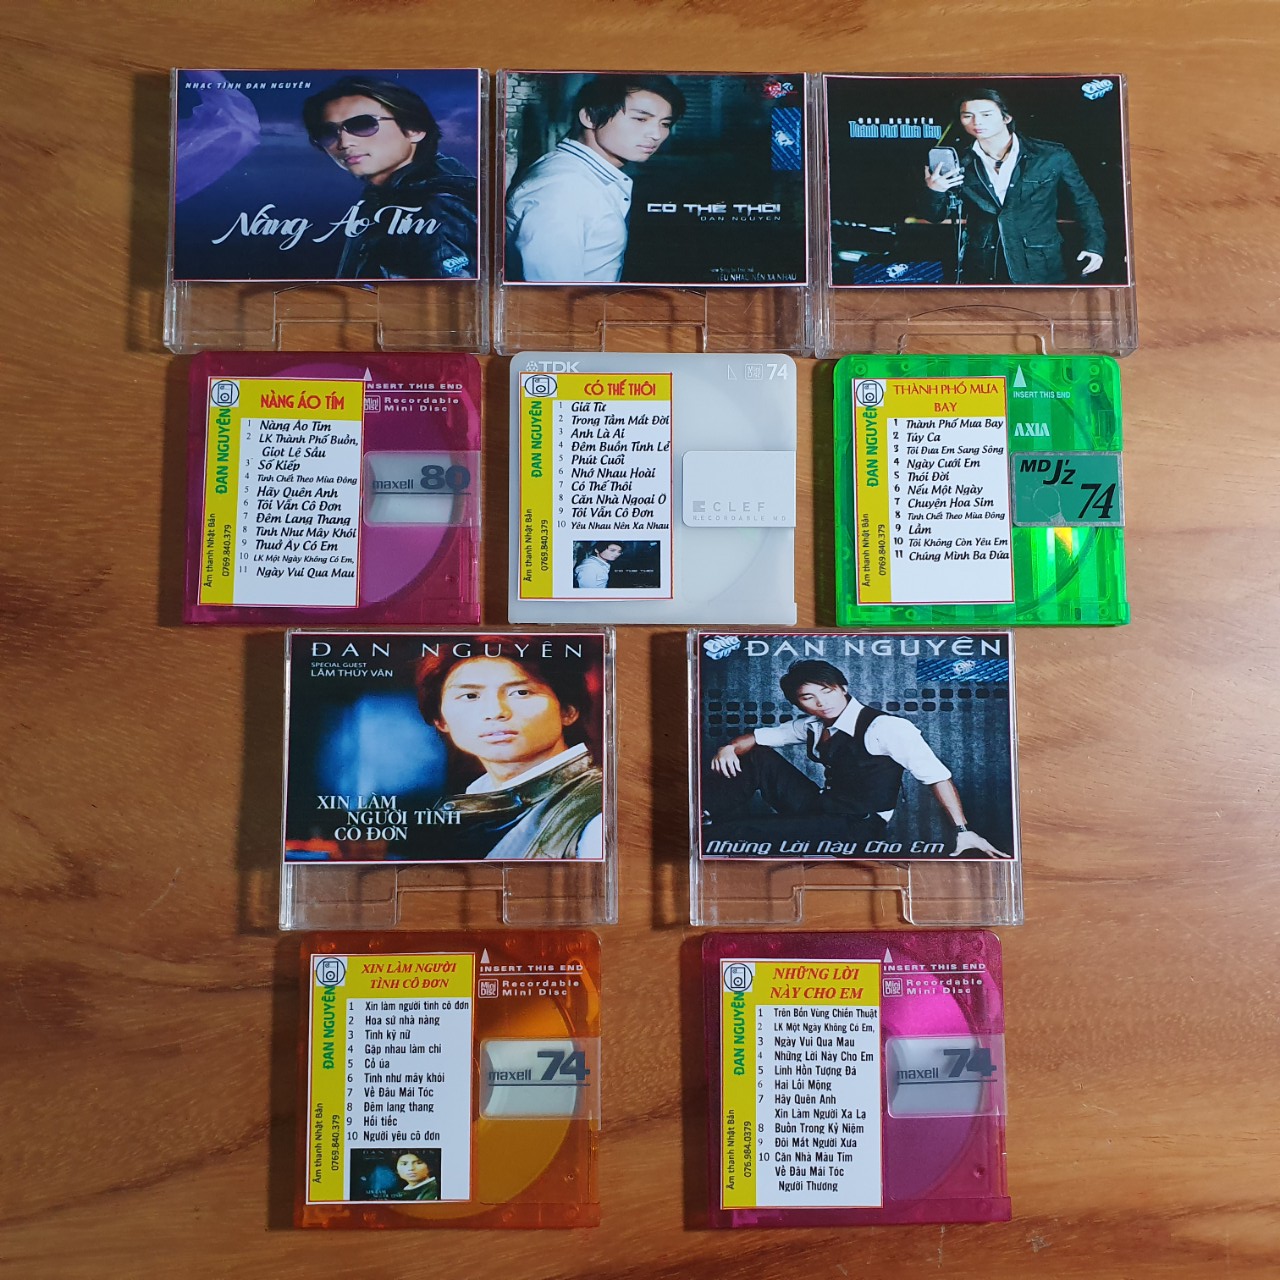 NHẠC TÌNH ĐAN NGUYÊN
Nàng Áo Tím
CÓ THỂ THÔI
ĐAN NGUYÊN
YÊU NHAU NÊN XA NHAU
ĐAN NGUYÊN
Thành Phố Mưa Bay
INSERT THIS END
Mini Disc
Recordable
Mini Disc
maxell 80
NÀNG ÁO TÍM
ĐAN NGUYÊN
1 Nàng Áo Tím
2 LK Thành Phố Buồn,
Giọt Lệ Sầu
3 Số Kiếp
4 Tình Chết Theo Mùa Đông
5 Hãy Quên Anh
6 Tôi Vẫn Cô Đơn
7 Đêm Lang Thang
8 Tình Như Mây Khói
9 Thuở Ấy Có Em
10 LK Một Ngày Không Có Em,
11 Ngày Vui Qua Mau
Âm thanh Nhật Bản
0769.840.379
TDK
74
CLEF
RECORDABLE MD
CÓ THỂ THÔI
ĐAN NGUYÊN
1 Giã Từ
2 Trong Tầm Mắt Đời
3 Anh Là Ai
4 Đêm Buồn Tỉnh Lẻ
5 Phút Cuối
6 Nhớ Nhau Hoài
7 Có Thể Thôi
8 Căn Nhà Ngoại Ô
9 Tôi Vẫn Cô Đơn
10 Yêu Nhau Nên Xa Nhau
Âm thanh Nhật Bản
0769.840.379
INSERT THIS END
AXIA
MD J'z
74
THÀNH PHỐ MƯA
BAY
ĐAN NGUYÊN
1 Thành Phố Mưa Bay
2 Túy Ca
3 Tôi Đưa Em Sang Sông
4 Ngày Cưới Em
5 Thói Đời
6 Nếu Một Ngày
7 Chuyện Hoa Sim
8 Tình Chết Theo Mùa Đông
9 Lầm
10 Tôi Không Còn Yêu Em
11 Chúng Mình Ba Đứa
Âm thanh Nhật Bản
0769.840.379
ĐAN NGUYÊN
SPECIAL GUEST
LÂM THÚY VÂN
XIN LÀM
NGƯỜI TÌNH
CÔ ĐƠN
ĐAN NGUYÊN
Những Lời Này Cho Em
INSERT THIS END
Mini Disc
Recordable
Mini Disc
maxell 74
XIN LÀM NGƯỜI
TÌNH CÔ ĐƠN
ĐAN NGUYÊN
1 Xin làm người tình cô đơn
2 Hoa sứ nhà nàng
3 Tình kỹ nữ
4 Gặp nhau làm chi
5 Cỏ úa
6 Tình như mây khói
7 Về Đâu Mái Tóc
8 Đêm lang thang
9 Hối tiếc
10 Người yêu cô đơn
Âm thanh Nhật Bản
0769.840.379
INSERT THIS END
Mini Disc
Recordable
Mini Disc
maxell 74
NHỮNG LỜI
NÀY CHO EM
ĐAN NGUYÊN
1 Trên Bốn Vùng Chiến Thuật
2 LK Một Ngày Không Có Em,
3 Ngày Vui Qua Mau
4 Những Lời Này Cho Em
5 Linh Hồn Tượng Đá
6 Hai Lối Mộng
7 Hãy Quên Anh
Xin Làm Người Xa Lạ
8 Buồn Trong Kỷ Niệm
9 Đôi Mắt Người Xưa
10 Căn Nhà Màu Tím
Về Đâu Mái Tóc
Người Thương
Âm thanh Nhật Bản
076.984.0379